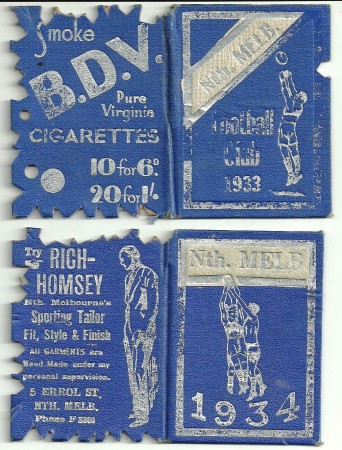 Smoke
B.D.V.
Pure
Virginia
CIGARETTES
10 for 6D.
20 for 1/-
Nth. MELB.
Football
Club
1933
Try
RICH-
HOMSEY
Nth. Melbourne's
Sporting Tailor
Fit, Style & Finish
All GARMENTS are
Hand Made under my
personal supervision.
5 ERROL ST.
NTH. MELB.
Phone F 3361
Nth. MELB
1934